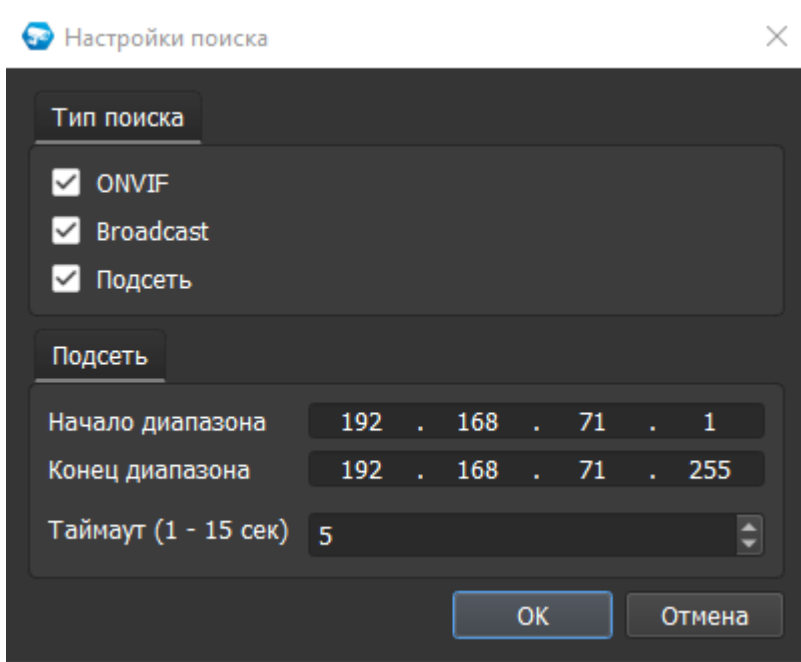 Настройки поиска
Тип поиска
ONVIF
Broadcast
Подсеть
Подсеть
Начало диапазона 192 . 168 . 71 . 1
Конец диапазона 192 . 168 . 71 . 255
Таймаут (1 - 15 сек) 5
OK Отмена